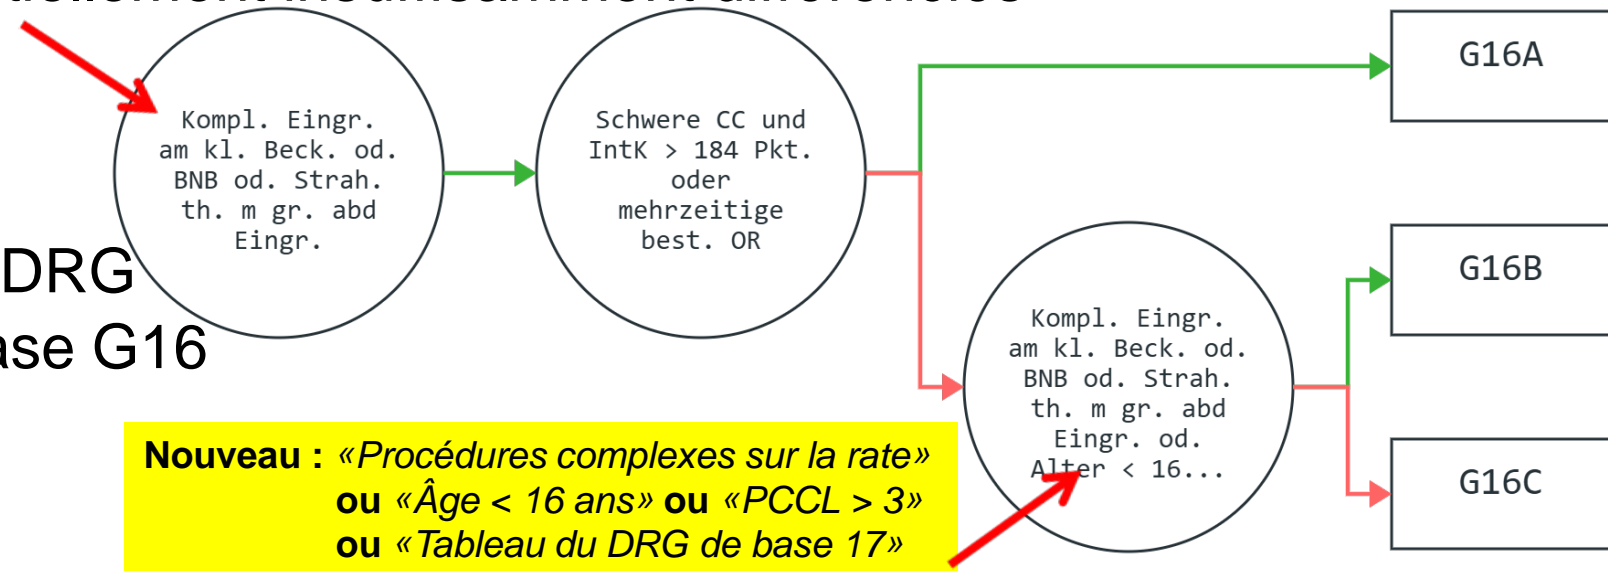 insuffisamment différenciée
G16A
Kompl. Eingr.
am kl. Beck. od.
BNB od. Strah.
th. m gr. abd
Eingr.
Schwere CC und
IntK > 184 Pkt.
oder
mehrzeitige
best. OR
DRG
G16
G16B
Kompl. Eingr.
am kl. Beck. od.
BNB od. Strah.
th. m gr. abd
Eingr. od.
Alter < 16...
G16C
Nouveau : «Procédures complexes sur la rate»
ou «Âge < 16 ans» ou «PCCL > 3»
ou «Tableau du DRG de base 17»